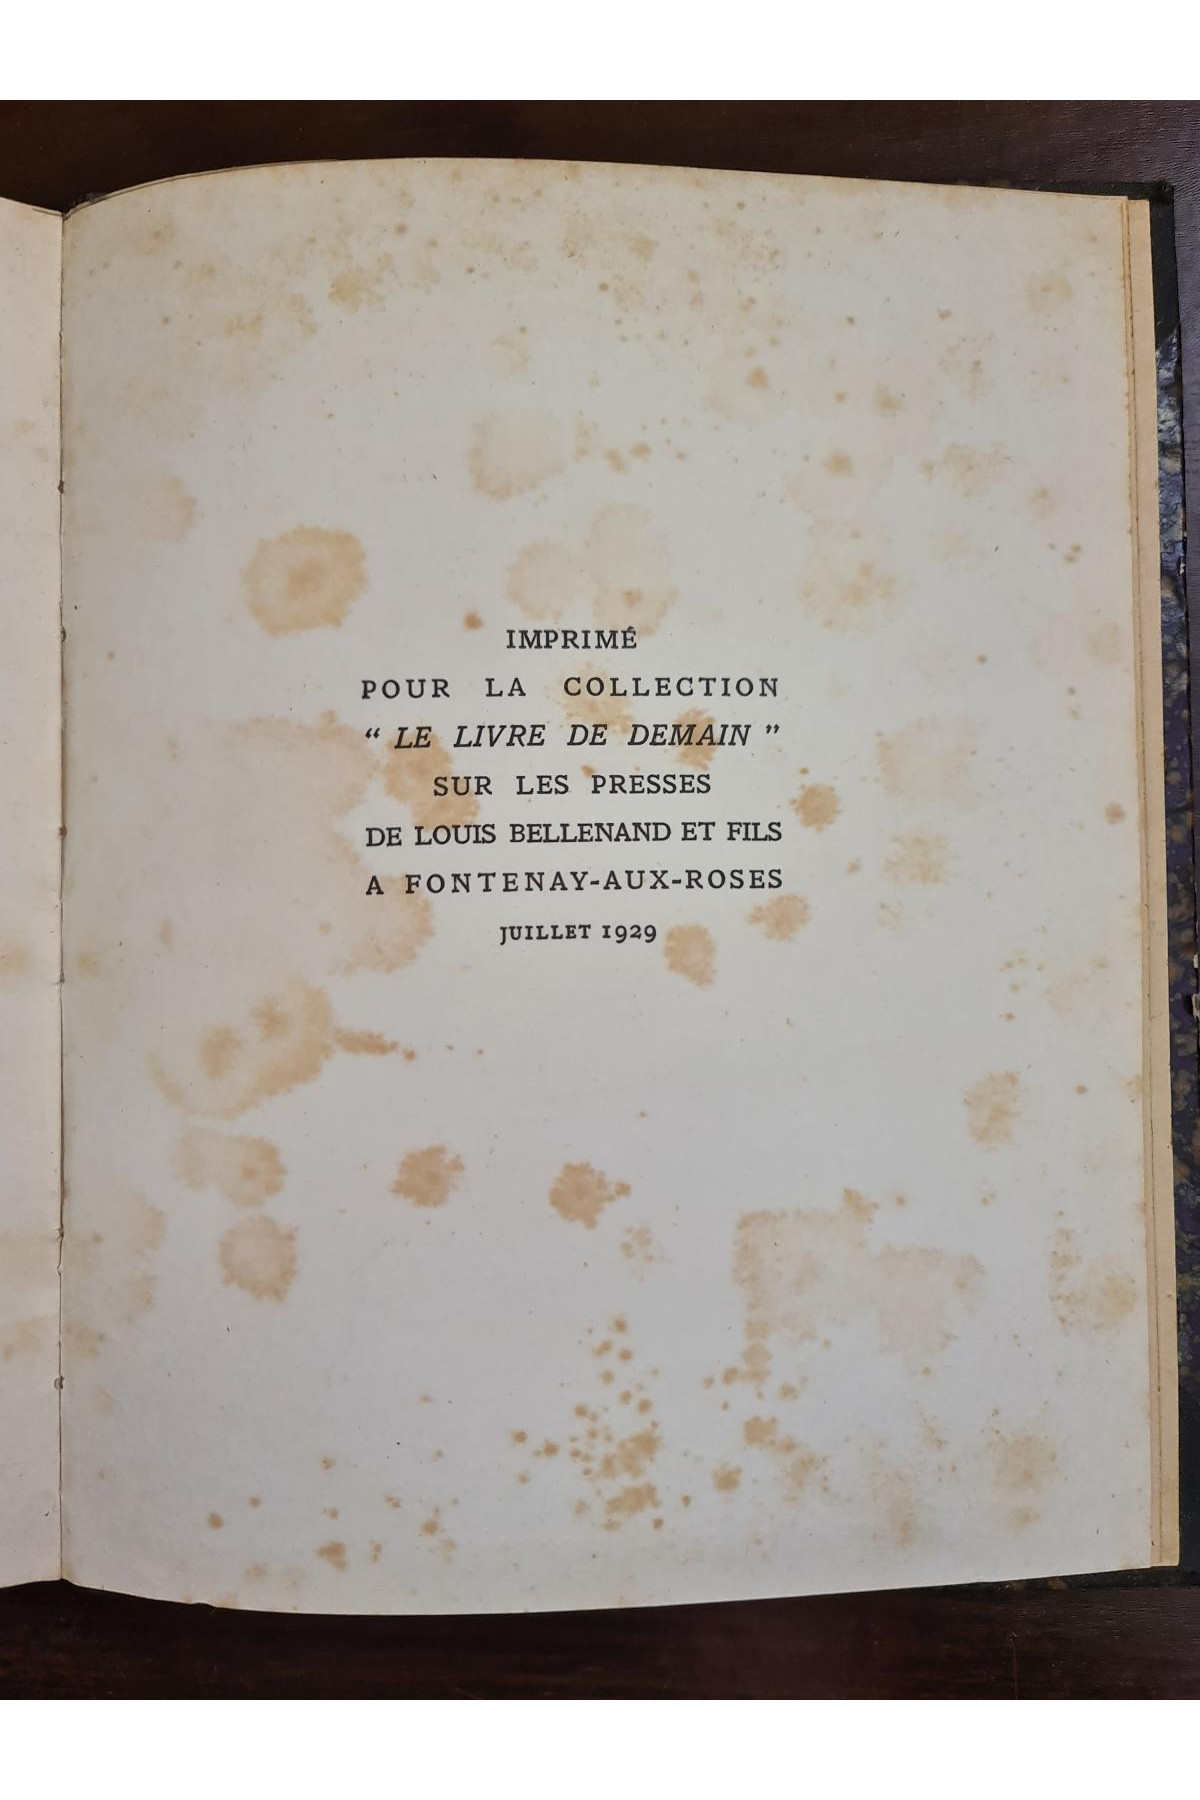 IMPRIMÉ
POUR LA COLLECTION
“ LE LIVRE DE DEMAIN ”
SUR LES PRESSES
DE LOUIS BELLENAND ET FILS
A FONTENAY-AUX-ROSES
JUILLET 1929